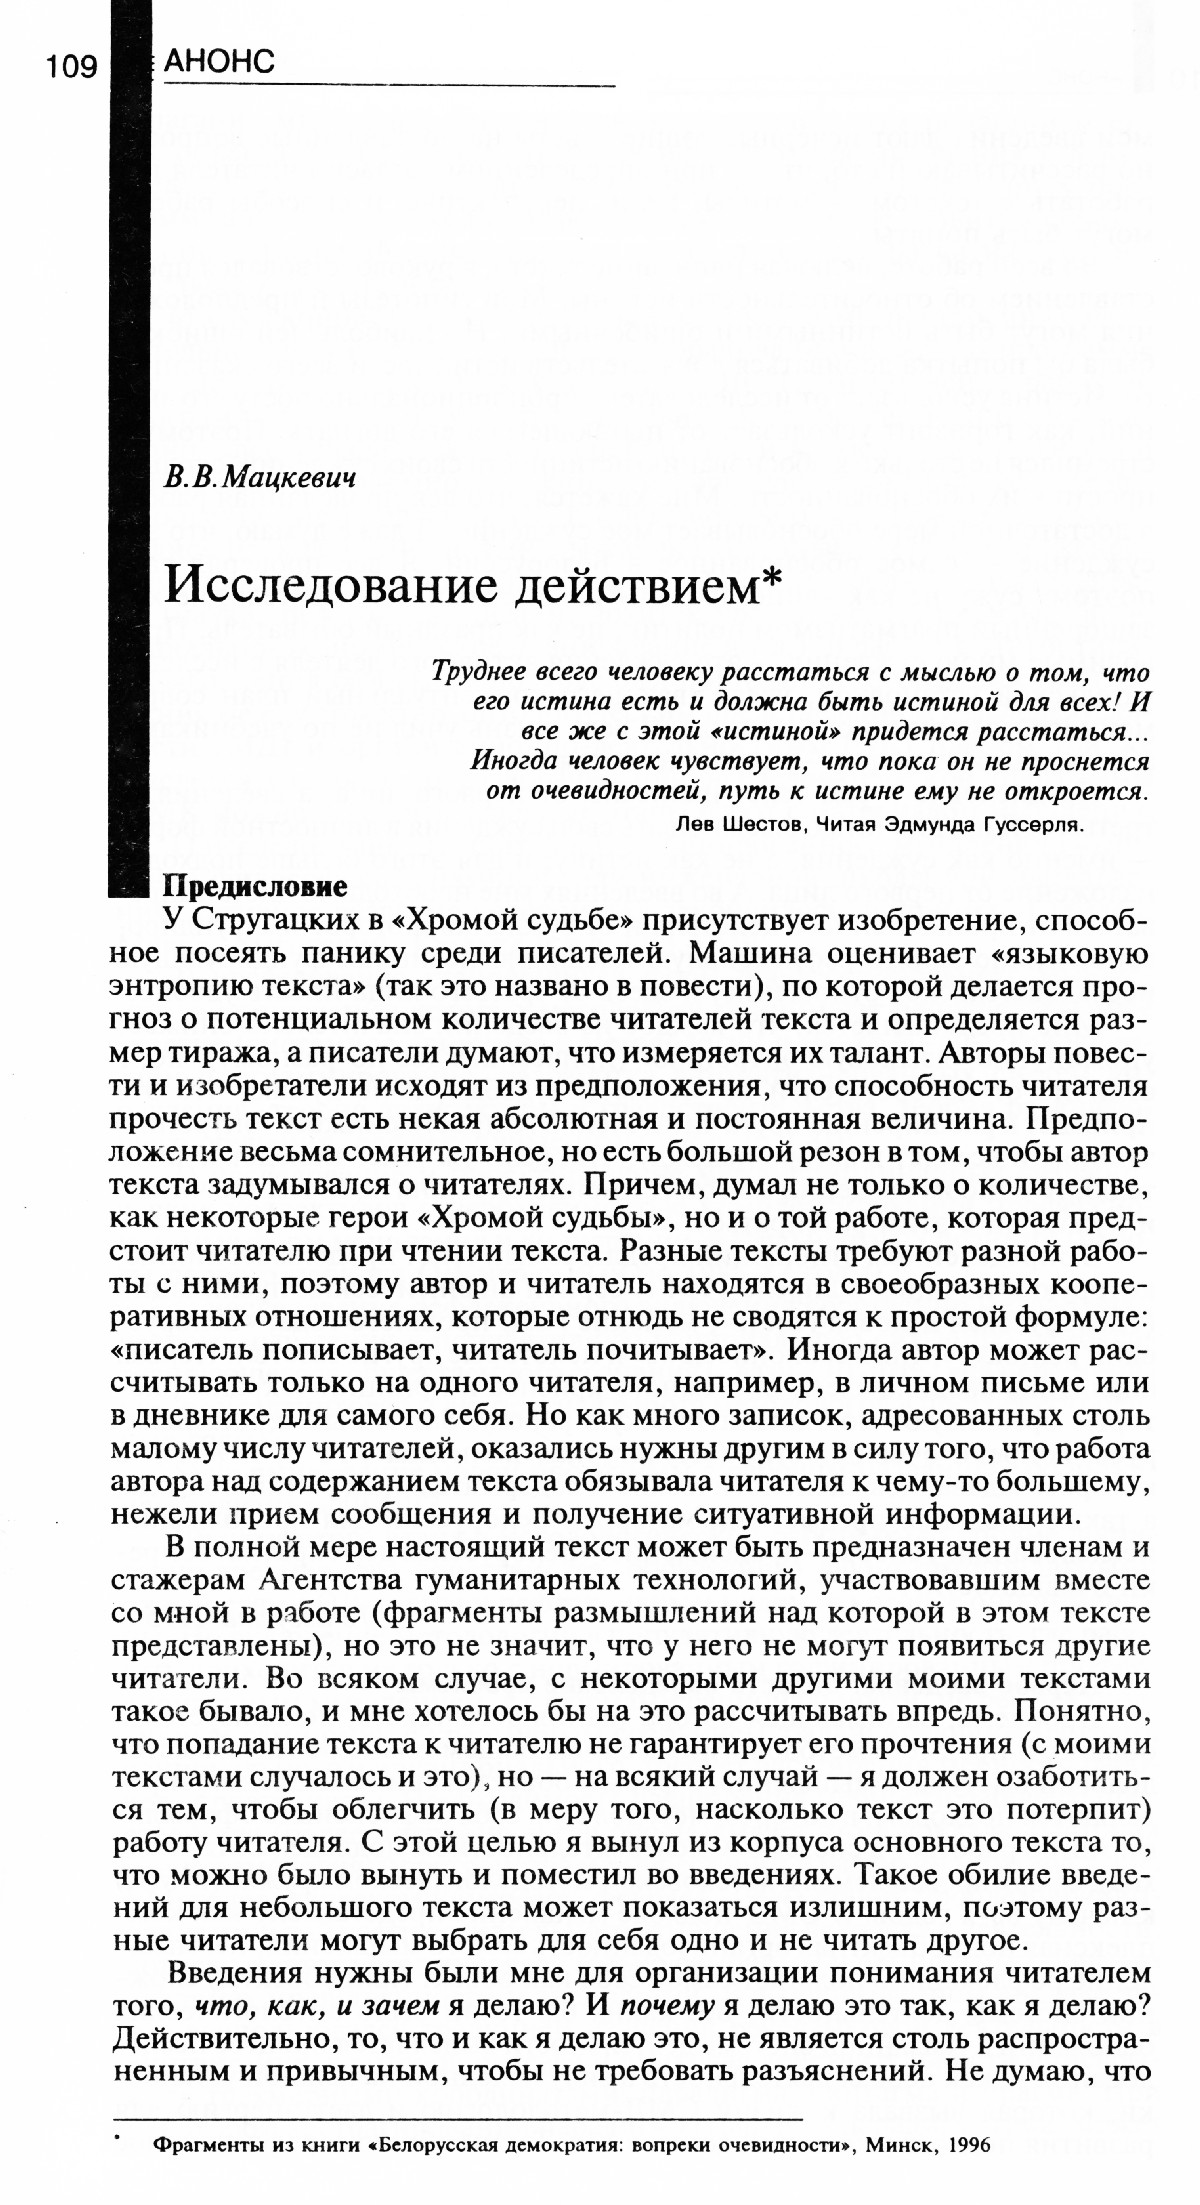 109
АНОНС
В.В.Мацкевич
Исследование действием*
Труднее всего человеку расстаться с мыслью о том, что
его истина есть и должна быть истиной для всех! И
все же с этой «истиной» придется расстаться...
Иногда человек чувствует, что пока он не проснется
от очевидностей, путь к истине ему не откроется.
Лев Шестов, Читая Эдмунда Гуссерля.
Предисловие
У Стругацких в «Хромой судьбе» присутствует изобретение, способ-
ное посеять панику среди писателей. Машина оценивает «языковую
энтропию текста» (так это названо в повести), по которой делается про-
гноз о потенциальном количестве читателей текста и определяется раз-
мер тиража, а писатели думают, что измеряется их талант. Авторы повес-
ти и изобретатели исходят из предположения, что способность читателя
прочесть текст есть некая абсолютная и постоянная величина. Предпо-
ложение весьма сомнительное, но есть большой резон в том, чтобы автор
текста задумывался о читателях. Причем, думал не только о количестве,
как некоторые герои «Хромой судьбы», но и о той работе, которая пред-
стоит читателю при чтении текста. Разные тексты требуют разной рабо-
ты с ними, поэтому автор и читатель находятся в своеобразных коопе-
ративных отношениях, которые отнюдь не сводятся к простой формуле:
«писатель пописывает, читатель почитывает». Иногда автор может рас-
считывать только на одного читателя, например, в личном письме или
в дневнике для самого себя. Но как много записок, адресованных столь
малому числу читателей, оказались нужны другим в силу того, что работа
автора над содержанием текста обязывала читателя к чему-то большему,
нежели прием сообщения и получение ситуативной информации.
В полной мере настоящий текст может быть предназначен членам и
стажерам Агентства гуманитарных технологий, участвовавшим вместе
со мной в работе (фрагменты размышлений над которой в этом тексте
представлены), но это не значит, что у него не могут появиться другие
читатели. Во всяком случае, с некоторыми другими моими текстами
такое бывало, и мне хотелось бы на это рассчитывать впредь. Понятно,
что попадание текста к читателю не гарантирует его прочтения (с моими
текстами случалось и это), но — на всякий случай — я должен озаботить-
ся тем, чтобы облегчить (в меру того, насколько текст это потерпит)
работу читателя. С этой целью я вынул из корпуса основного текста то,
что можно было вынуть и поместил во введениях. Такое обилие введе-
ний для небольшого текста может показаться излишним, поэтому раз-
ные читатели могут выбрать для себя одно и не читать другое.
Введения нужны были мне для организации понимания читателем
того, что, как, и зачем я делаю? И почему я делаю это так, как я делаю?
Действительно, то, что и как я делаю это, не является столь распростра-
ненным и привычным, чтобы не требовать разъяснений. Не думаю, что
* Фрагменты из книги «Белорусская демократия: вопреки очевидности», Минск, 1996